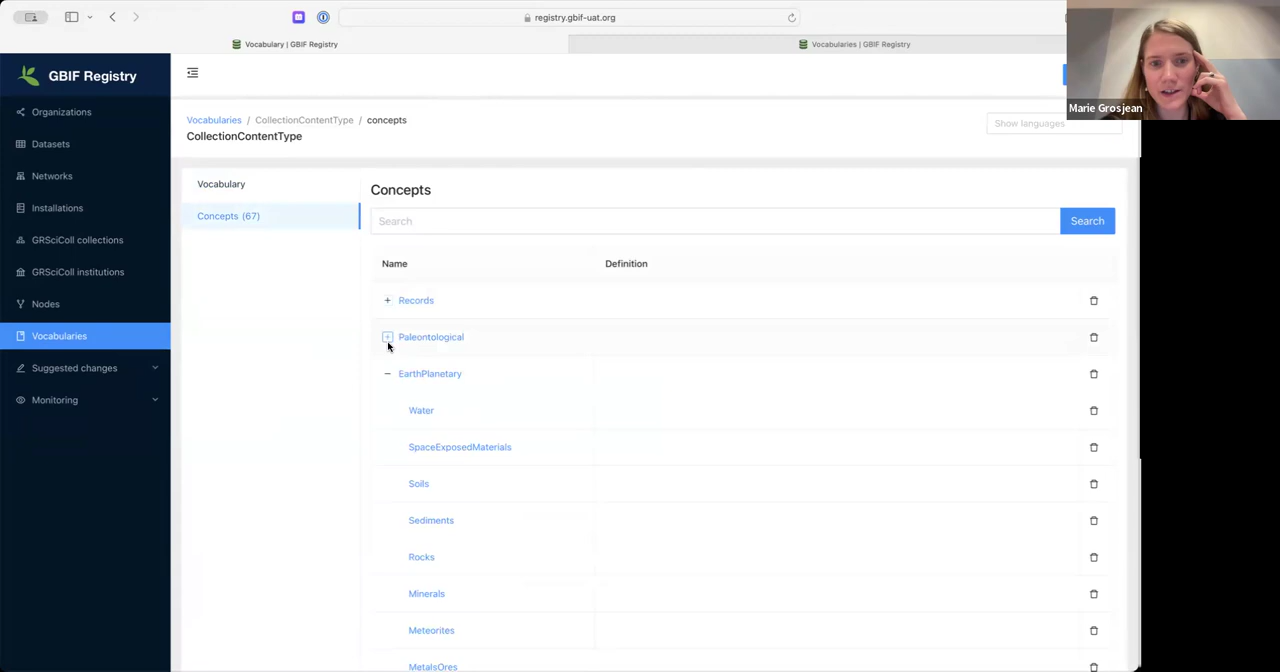 registry.gbif-uat.org
Vocabulary | GBIF Registry
Vocabularies | GBIF Registry
Marie Grosjean
GBIF Registry
Organizations
Datasets
Networks
Installations
GRSciColl collections
GRSciColl institutions
Nodes
Vocabularies
Suggested changes
Monitoring
Vocabularies / CollectionContentType / concepts
CollectionContentType
Show languages
Vocabulary
Concepts (67)
Concepts
Search
Search
Name
Definition
Records
Paleontological
EarthPlanetary
Water
SpaceExposedMaterials
Soils
Sediments
Rocks
Minerals
Meteorites
MetalsOres